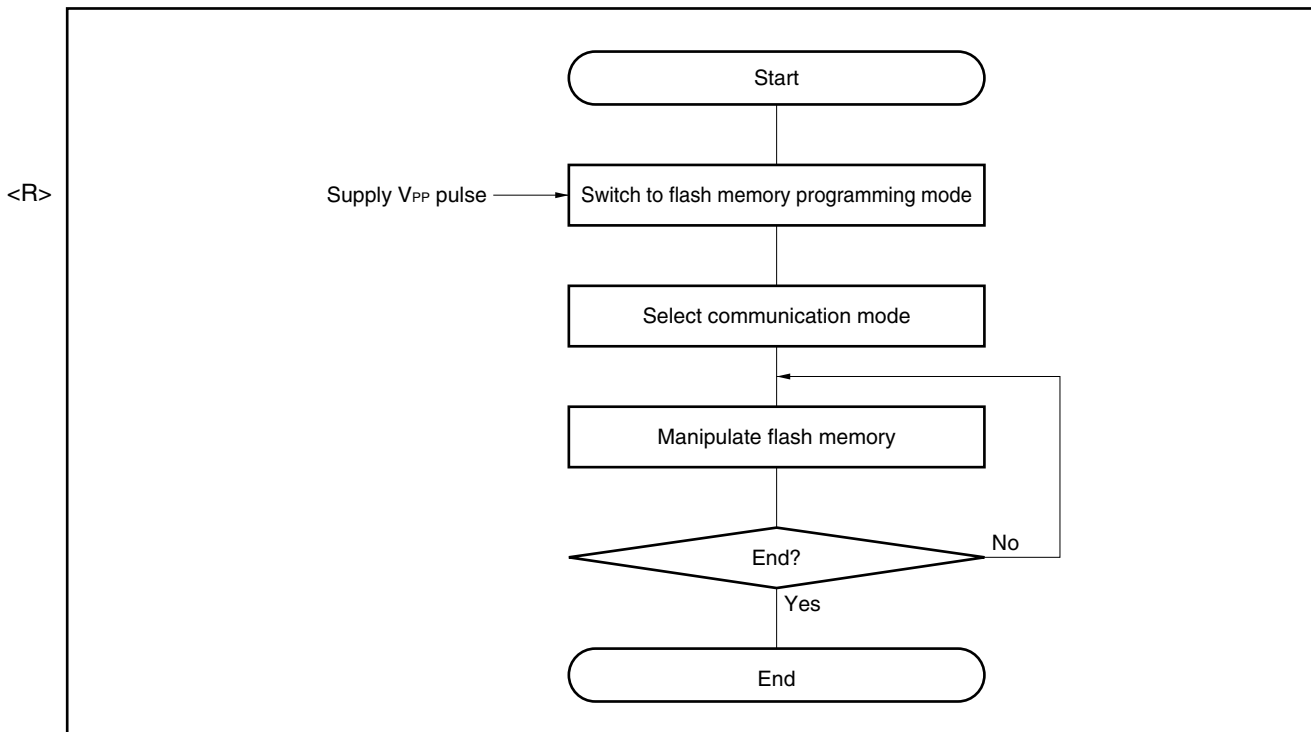 Start
<R>
Supply VPP pulse
Switch to flash memory programming mode
Select communication mode
Manipulate flash memory
End?
No
Yes
End